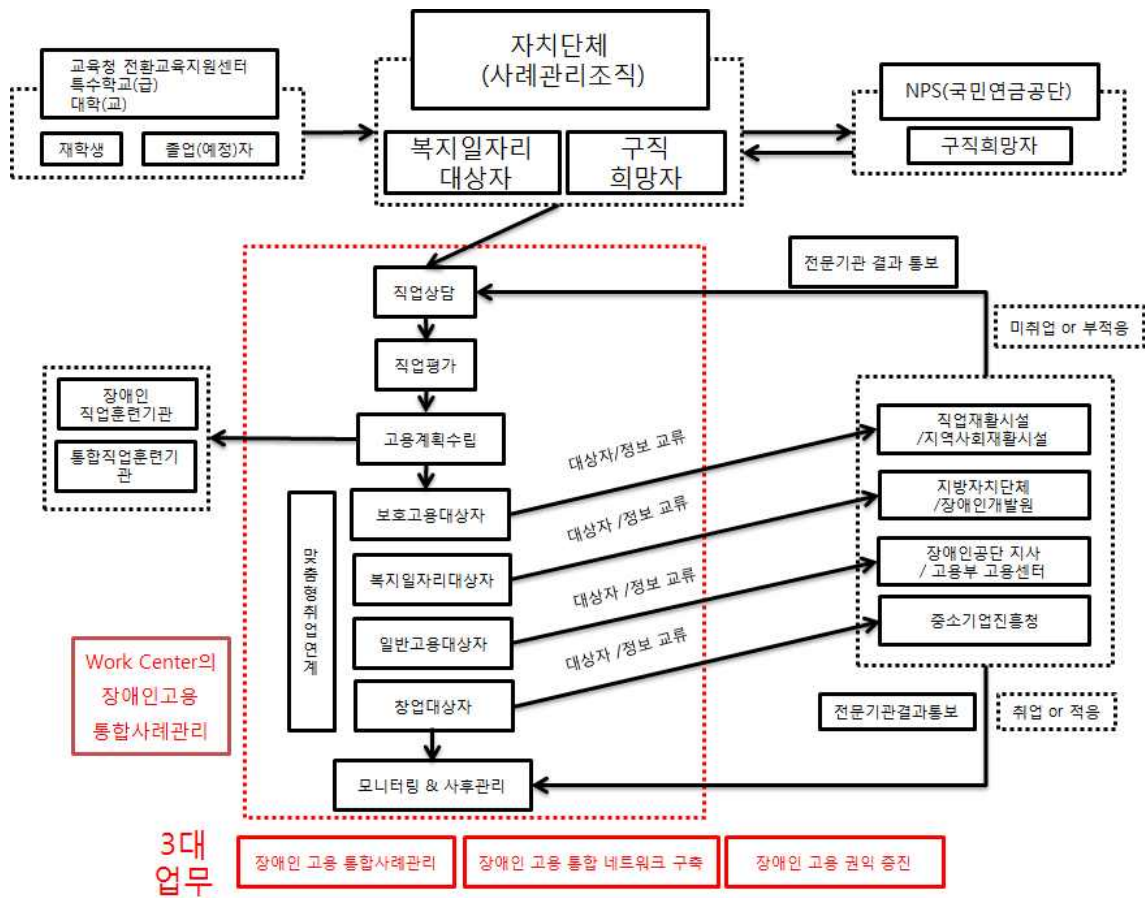 교육청 전환교육지원센터
특수학교(급)
대학(교)
재학생
졸업(예정)자
자치단체
(사례관리조직)
복지일자리
대상자
구직
희망자
NPS(국민연금공단)
구직희망자
직업상담
전문기관 결과 통보
미취업 or 부적응
직업평가
장애인
직업훈련기관
통합직업훈련기
관
고용계획수립
맞춤형취업연계
보호고용대상자
복지일자리대상자
일반고용대상자
창업대상자
대상자/정보 교류
대상자 /정보 교류
대상자 /정보 교류
대상자 /정보 교류
직업재활시설
/지역사회재활시설
지방자치단체
/장애인개발원
장애인공단 지사
/ 고용부 고용센터
중소기업진흥청
Work Center의
장애인고용
통합사례관리
전문기관결과통보
취업 or 적응
모니터링 & 사후관리
3대
업무
장애인 고용 통합사례관리
장애인 고용 통합 네트워크 구축
장애인 고용 권익 증진